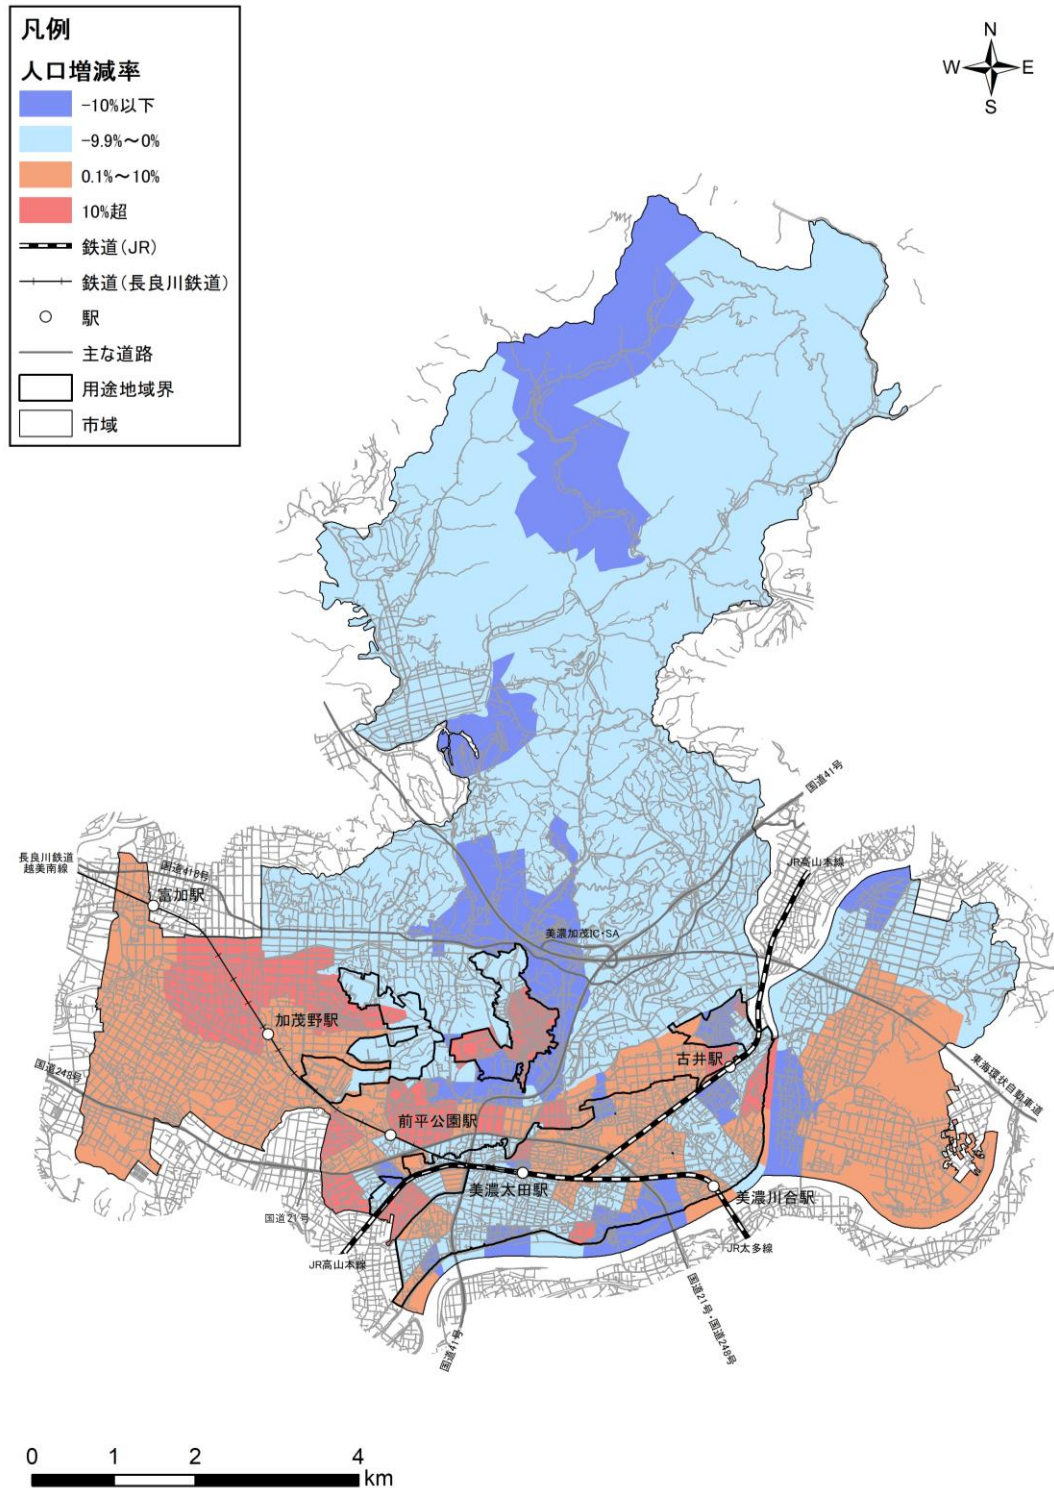 凡例
人口増減率
-10%以下
-9.9%～0%
0.1%～10%
10%超
鉄道(JR)
鉄道(長良川鉄道)
駅
主な道路
用途地域界
市域
N
W E
S
国道41号
JR高山本線
長良川鉄道
越美南線
国道418号
富加駅
美濃加茂IC・SA
加茂野駅
古井駅
国道248号
東海環状自動車道
前平公園駅
美濃太田駅
美濃川合駅
国道21号
JR高山本線
JR太多線
国道41号
国道21号・国道248号
0 1 2 4
km